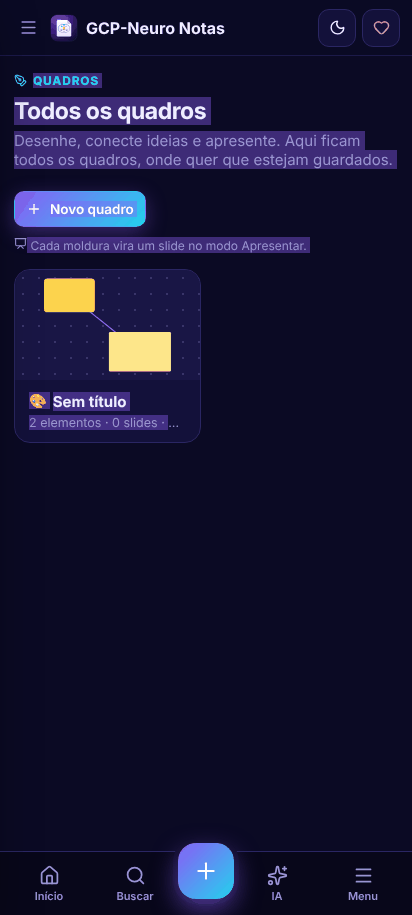 GCP-Neuro Notas
QUADROS
Todos os quadros
Desenhe, conecte ideias e apresente. Aqui ficam
todos os quadros, onde quer que estejam guardados.
+ Novo quadro
Cada moldura vira um slide no modo Apresentar.
🎨 Sem título
2 elementos · 0 slides · ...
Início
Buscar
IA
Menu